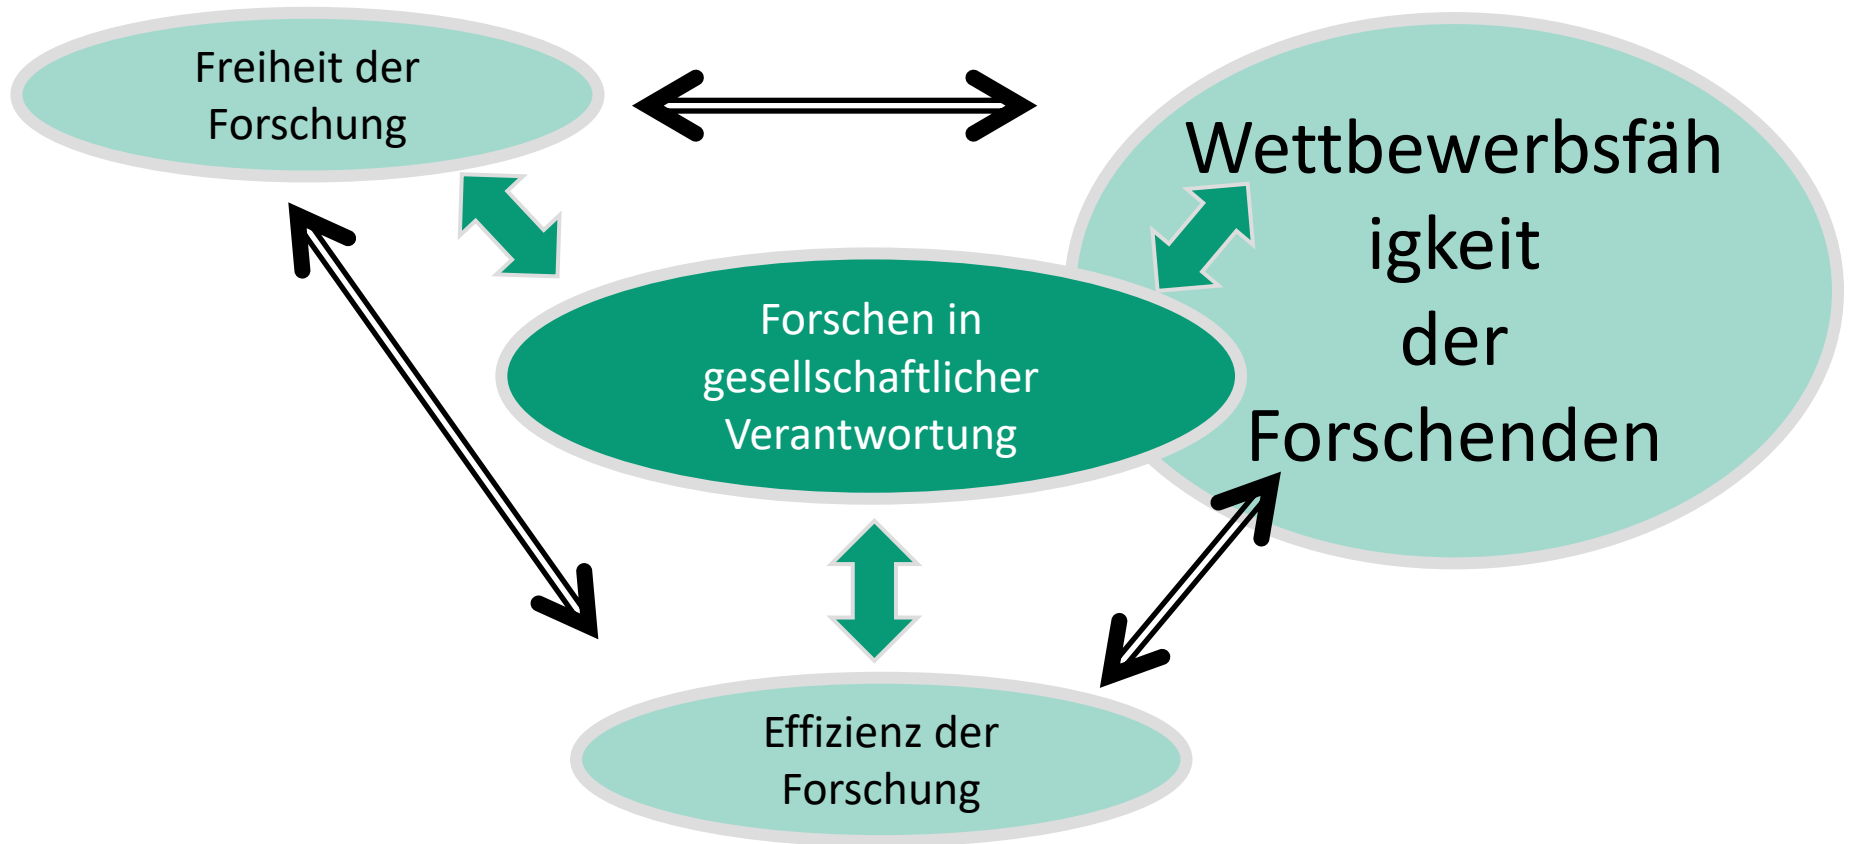 Freiheit der
Forschung
Wettbewerbsfäh
igkeit
der
Forschenden
Forschen in
gesellschaftlicher
Verantwortung
Effizienz der
Forschung